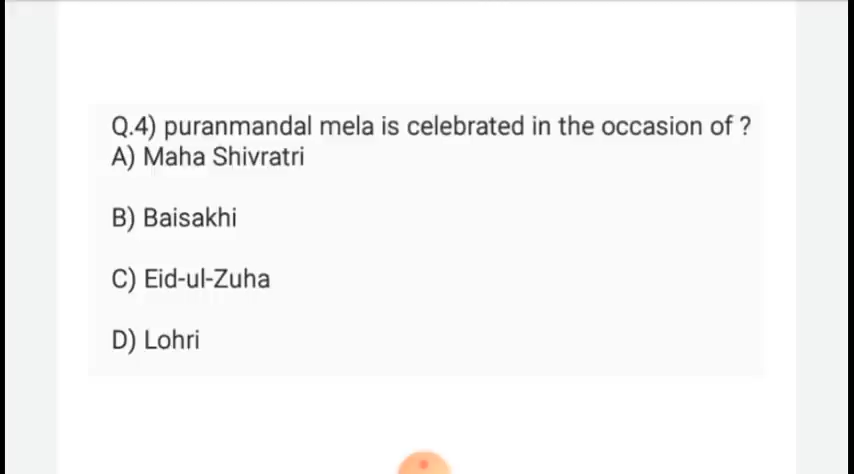 Q.4) puranmandal mela is celebrated in the occasion of ?
A) Maha Shivratri
B) Baisakhi
C) Eid-ul-Zuha
D) Lohri